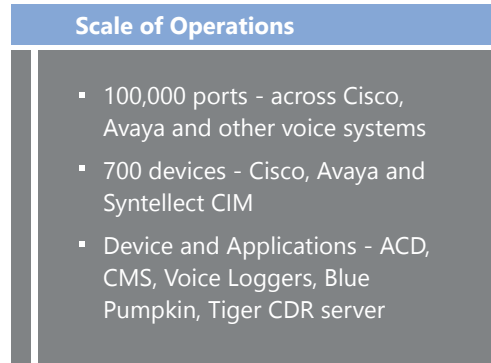 Scale of Operations
▪ 100,000 ports - across Cisco,
Avaya and other voice systems
▪ 700 devices - Cisco, Avaya and
Syntellect CIM
▪ Device and Applications - ACD,
CMS, Voice Loggers, Blue
Pumpkin, Tiger CDR server